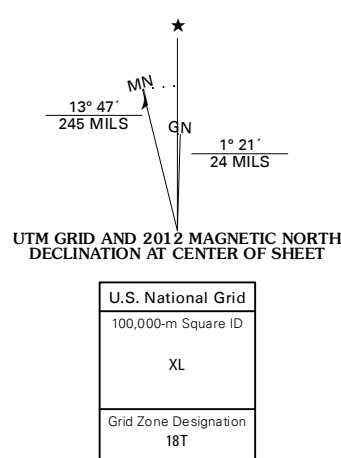 ★
MN
13° 47´
245 MILS
GN
1° 21´
24 MILS
UTM GRID AND 2012 MAGNETIC NORTH
DECLINATION AT CENTER OF SHEET
U.S. National Grid
100,000-m Square ID
XL
Grid Zone Designation
18T